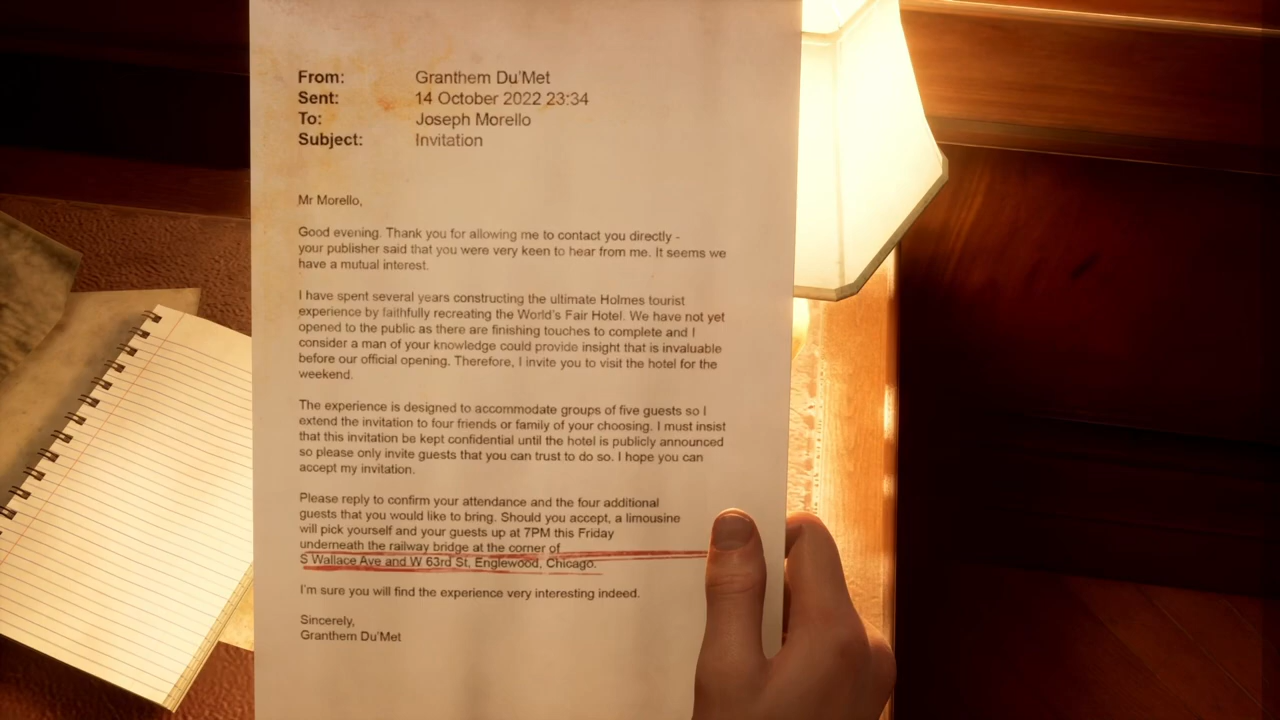 From: Granthem Du'Met
Sent: 14 October 2022 23:34
To: Joseph Morello
Subject: Invitation
Mr Morello,
Good evening. Thank you for allowing me to contact you directly -
your publisher said that you were very keen to hear from me. It seems we
have a mutual interest.
I have spent several years constructing the ultimate Holmes tourist
experience by faithfully recreating the World's Fair Hotel. We have not yet
opened to the public as there are finishing touches to complete and I
consider a man of your knowledge could provide insight that is invaluable
before our official opening. Therefore, I invite you to visit the hotel for the
weekend.
The experience is designed to accommodate groups of five guests so I
extend the invitation to four friends or family of your choosing. I must insist
that this invitation be kept confidential until the hotel is publicly announced
so please only invite guests that you can trust to do so. I hope you can
accept my invitation.
Please reply to confirm your attendance and the four additional
guests that you would like to bring. Should you accept, a limousine
will pick yourself and your guests up at 7PM this Friday
underneath the railway bridge at the corner of
S Wallace Ave and W 63rd St, Englewood, Chicago.
I'm sure you will find the experience very interesting indeed.
Sincerely,
Granthem Du'Met